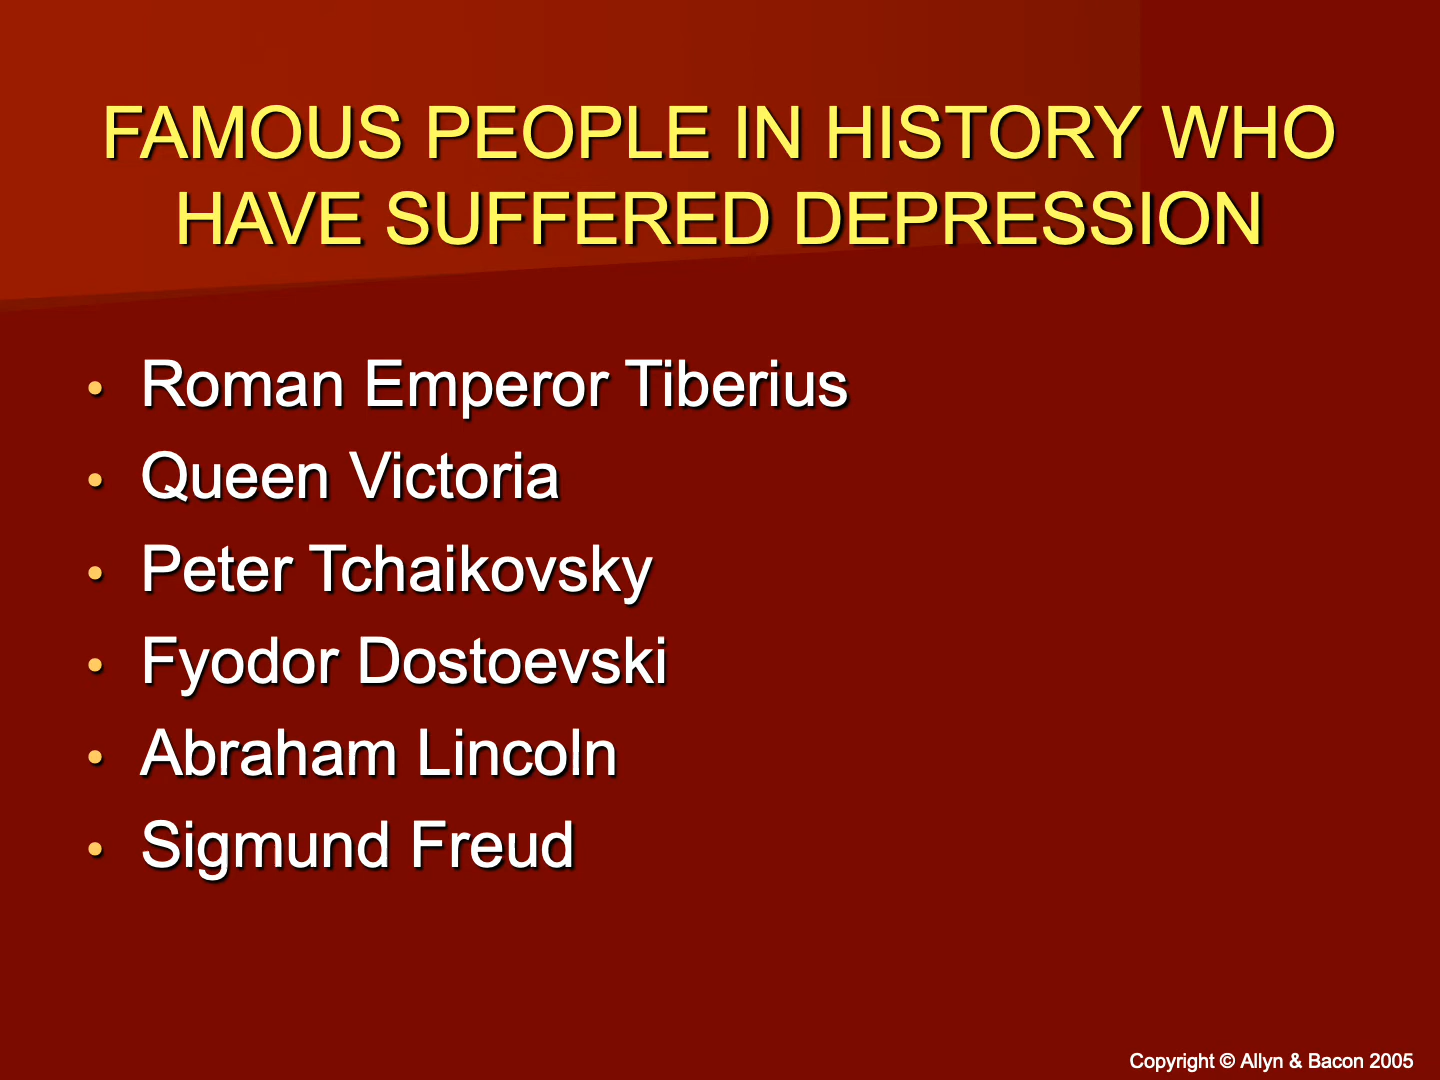 FAMOUS PEOPLE IN HISTORY WHO
HAVE SUFFERED DEPRESSION
• Roman Emperor Tiberius
• Queen Victoria
• Peter Tchaikovsky
• Fyodor Dostoevski
• Abraham Lincoln
• Sigmund Freud
Copyright © Allyn & Bacon 2005